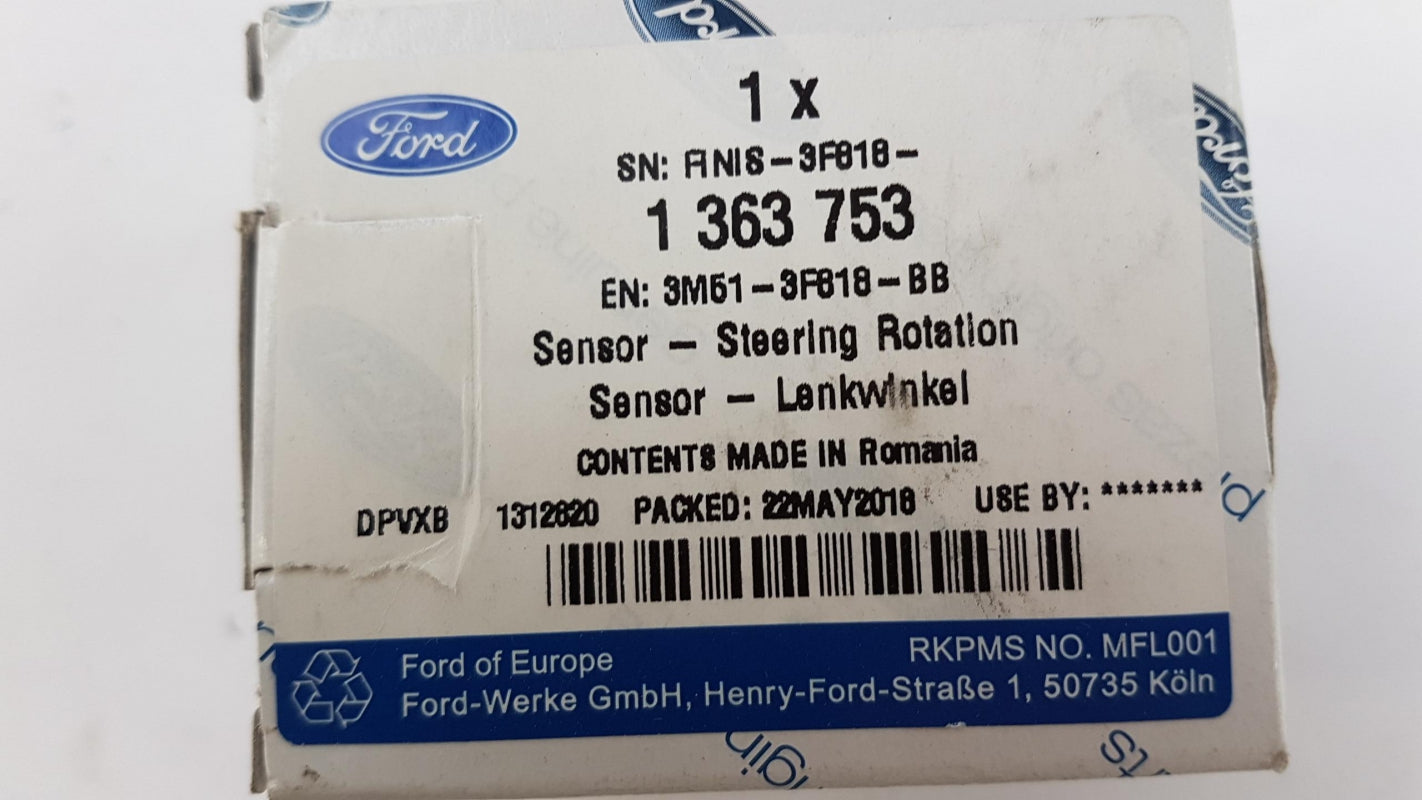 Ford
1 x
SN: FINIS-3F818-
1 363 753
EN: 3M51-3F818-BB
Sensor - Steering Rotation
Sensor - Lenkwinkel
CONTENTS MADE IN Romania
DPVXB 1312820 PACKED: 22MAY2018 USE BY: *******
Ford of Europe
RKPMS NO. MFL001
Ford-Werke GmbH, Henry-Ford-Straße 1, 50735 Köln